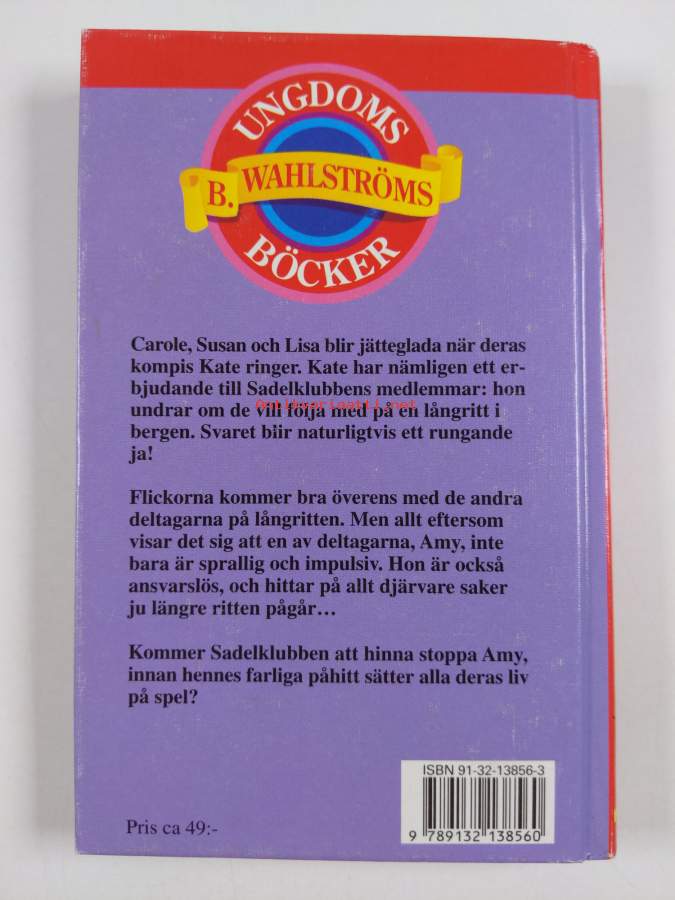 UNGDOMS
B. WAHLSTRÖMS
BÖCKER
Carole, Susan och Lisa blir jätteglada när deras
kompis Kate ringer. Kate har nämligen ett er-
bjudande till Sadelklubbens medlemmar: hon
undrar om de vill följa med på en långritt i
Antikvariaatti.net
bergen. Svaret blir naturligtvis ett rungande
ja!
Flickorna kommer bra överens med de andra
deltagarna på långritten. Men allt eftersom
visar det sig att en av deltagarna, Amy, inte
bara är sprallig och impulsiv. Hon är också
ansvarslös, och hittar på allt djärvare saker
ju längre ritten pågår...
Kommer Sadelklubben att hinna stoppa Amy,
innan hennes farliga påhitt sätter alla deras liv
på spel?
ISBN 91-32-13856-3
9 789132 138560
Pris ca 49:-